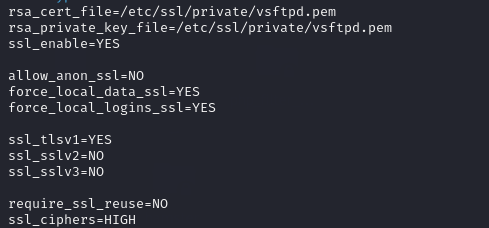 rsa_cert_file=/etc/ssl/private/vsftpd.pem
rsa_private_key_file=/etc/ssl/private/vsftpd.pem
ssl_enable=YES
allow_anon_ssl=NO
force_local_data_ssl=YES
force_local_logins_ssl=YES
ssl_tlsv1=YES
ssl_sslv2=NO
ssl_sslv3=NO
require_ssl_reuse=NO
ssl_ciphers=HIGH